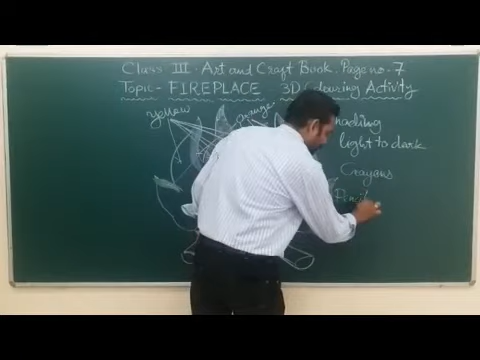 Class III. Art and Craft Book. Page no. 7
Topic- FIREPLACE 3D Colouring Activity
yellow
orange
light to dark
Crayons